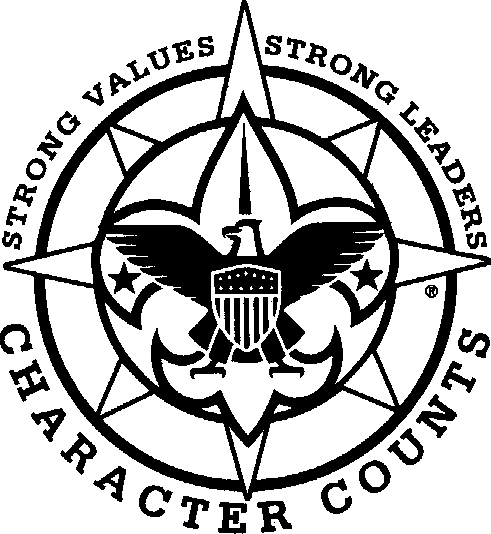 STRONG VALUES STRONG LEADERS
CHARACTER COUNTS
®